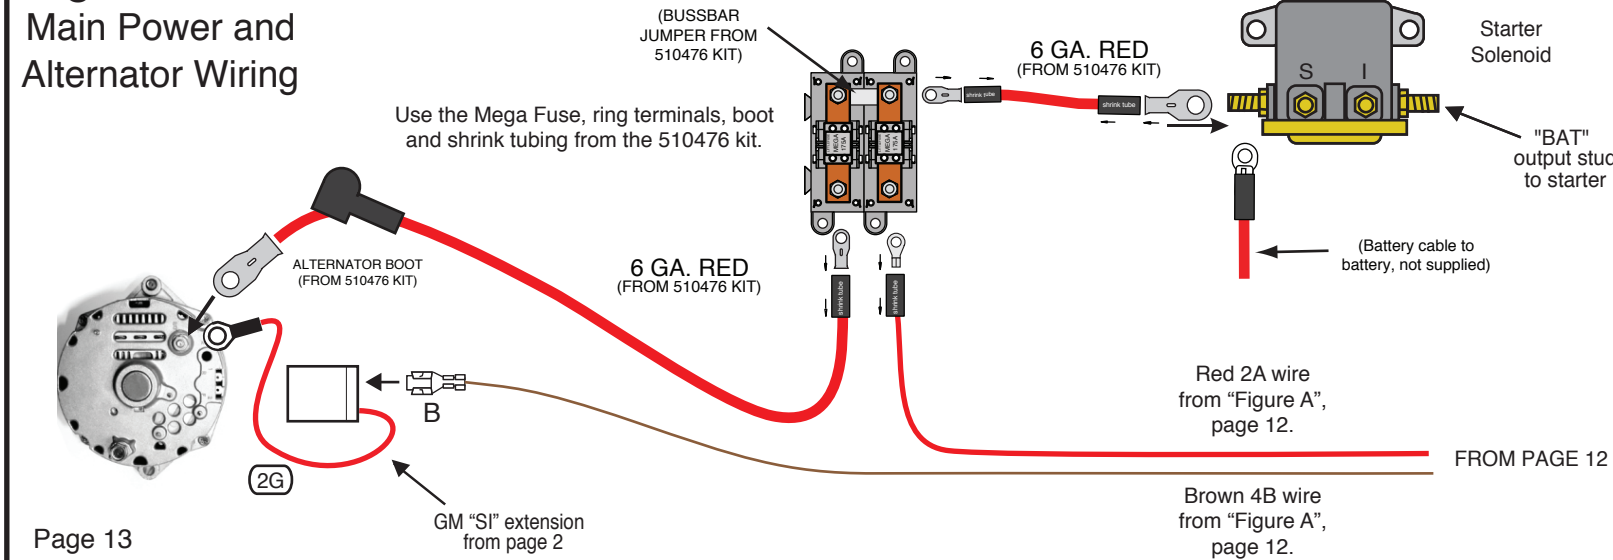 Main Power and
Alternator Wiring
(BUSSBAR
JUMPER FROM
510476 KIT)
Use the Mega Fuse, ring terminals, boot
and shrink tubing from the 510476 kit.
MEGA
175A
MEGA
175A
6 GA. RED
(FROM 510476 KIT)
shrink tube
shrink tube
S I
Starter
Solenoid
"BAT"
output stud
to starter
(Battery cable to
battery, not supplied)
ALTERNATOR BOOT
(FROM 510476 KIT)
6 GA. RED
(FROM 510476 KIT)
shrink tube
shrink tube
B
2G
GM “SI” extension
from page 2
Red 2A wire
from “Figure A”,
page 12.
FROM PAGE 12
Brown 4B wire
from “Figure A”,
page 12.
Page 13